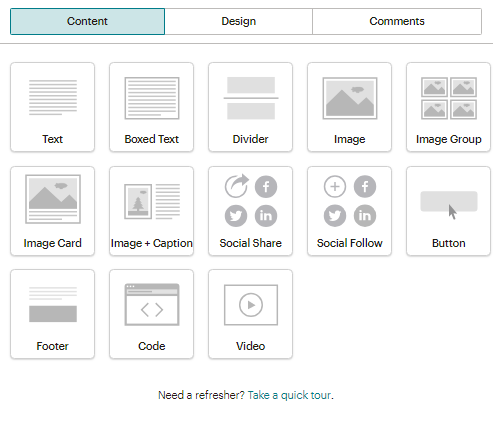 Content Design Comments
Text Boxed Text Divider Image Image Group
Image Card Image + Caption Social Share Social Follow Button
Footer Code Video
Need a refresher? Take a quick tour.